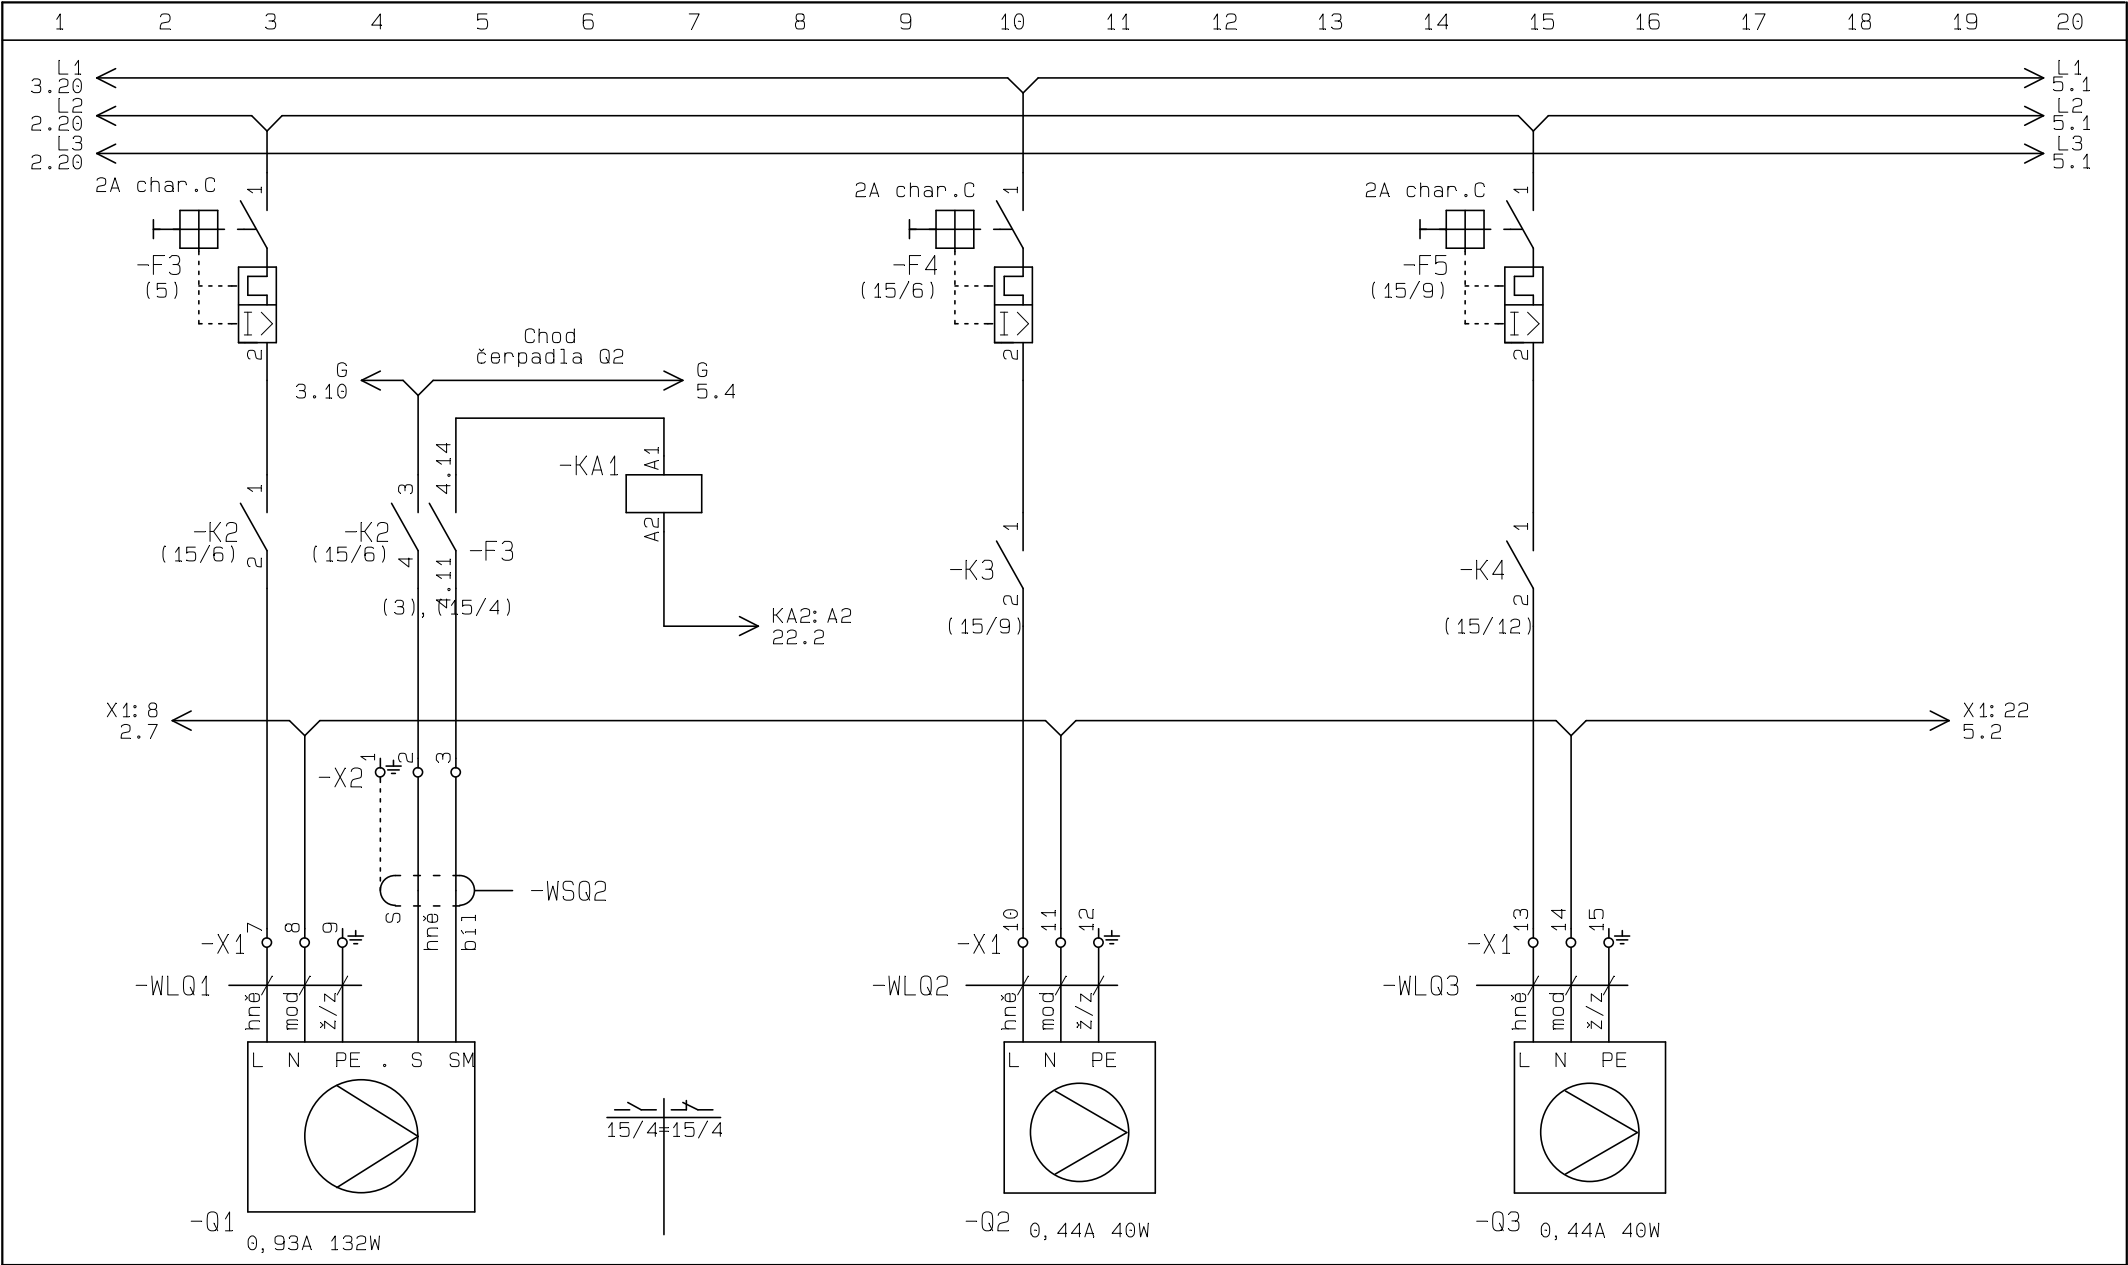 1 2 3 4 5 6 7 8 9 10 11 12 13 14 15 16 17 18 19 20
L1
3.20
L2
2.20
L3
2.20
L1
5.1
L2
5.1
L3
5.1
2A char.C
1
-F3
(5)
I>
2
2A char.C
1
-F4
(15/6)
I>
2
2A char.C
1
-F5
(15/9)
I>
2
Chod
čerpadla Q2
G
3.10
G
5.4
1
-K2
(15/6)
2
3
-K2
(15/6)
4
4.14
-F3
4.11
(3),(15/4)
-KA1
A1
A2
KA2:A2
22.2
1
-K3
2
(15/9)
1
-K4
2
(15/12)
X1:8
2.7
X1:22
5.2
-X2
1
2
3
-WSQ2
S
hně
bíl
-X1
7
8
9
-WLQ1
hně
mod
ž/z
L N PE . S SM
-Q1
0,93A 132W
15/4=15/4
-X1
10
11
12
-WLQ2
hně
mod
ž/z
L N PE
-Q2
0,44A 40W
-X1
13
14
15
-WLQ3
hně
mod
ž/z
L N PE
-Q3
0,44A 40W